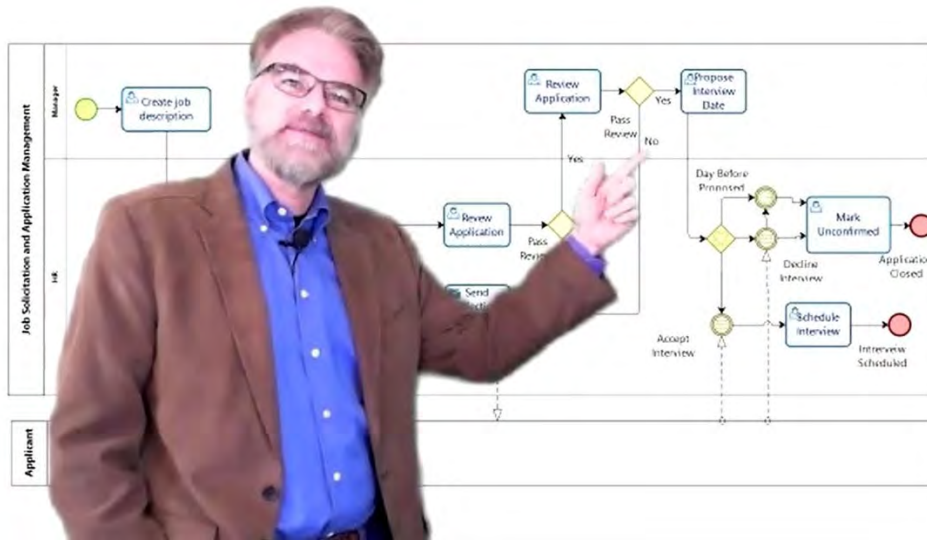 Job Solicitation and Application Management
Manager
HR
Create job
description
Review
Application
Pass
Review
Yes
No
Propose
Interview
Date
Yes
Review
Application
Pass
Send
Day Before
Proposed
Mark
Unconfirmed
Decline
Interview
Closed
Accept
Interview
Schedule
Interview
Intrerveiw
Scheduled
Applicant